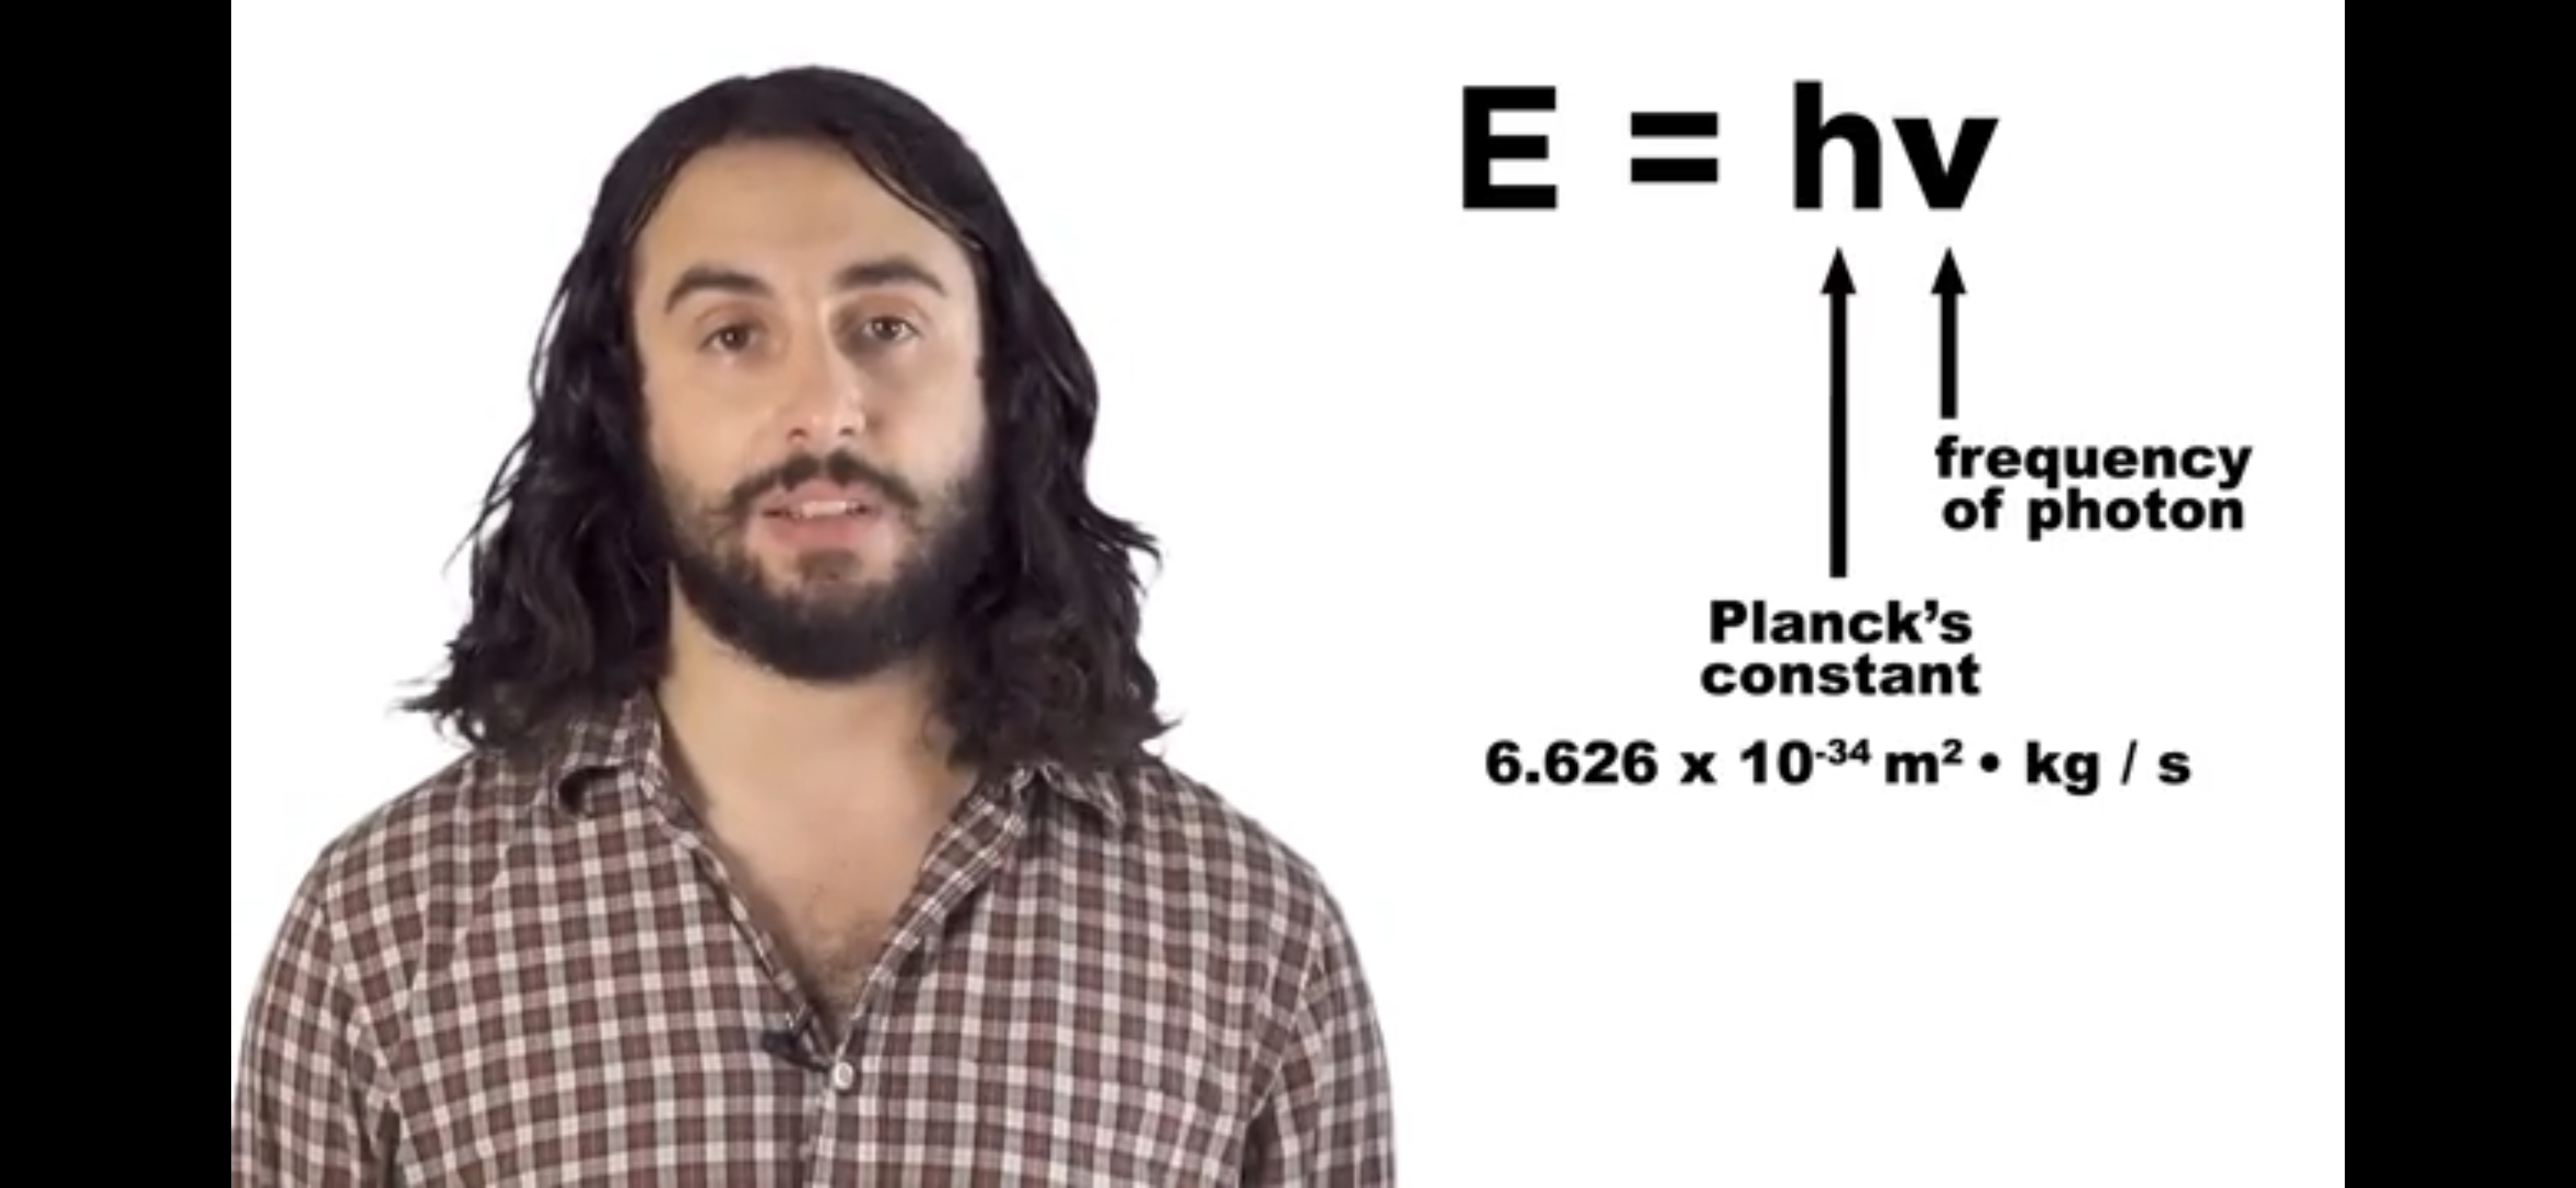 E = hv
frequency
of photon
Planck’s
constant
6.626 x 10⁻³⁴ m² • kg / s